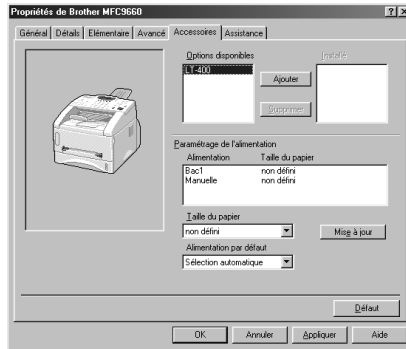 Propriétés de Brother MFC9660
Général Détails Elémentaire Avancé Accessoires Assistance
Options disponibles
Installé
LT-400
Ajouter
Supprimer
Paramétrage de l'alimentation
Alimentation Taille du papier
Bac1 non défini
Manuelle non défini
Taille du papier
non défini
Mise à jour
Alimentation par défaut
Sélection automatique
Défaut
OK Annuler Appliquer Aide